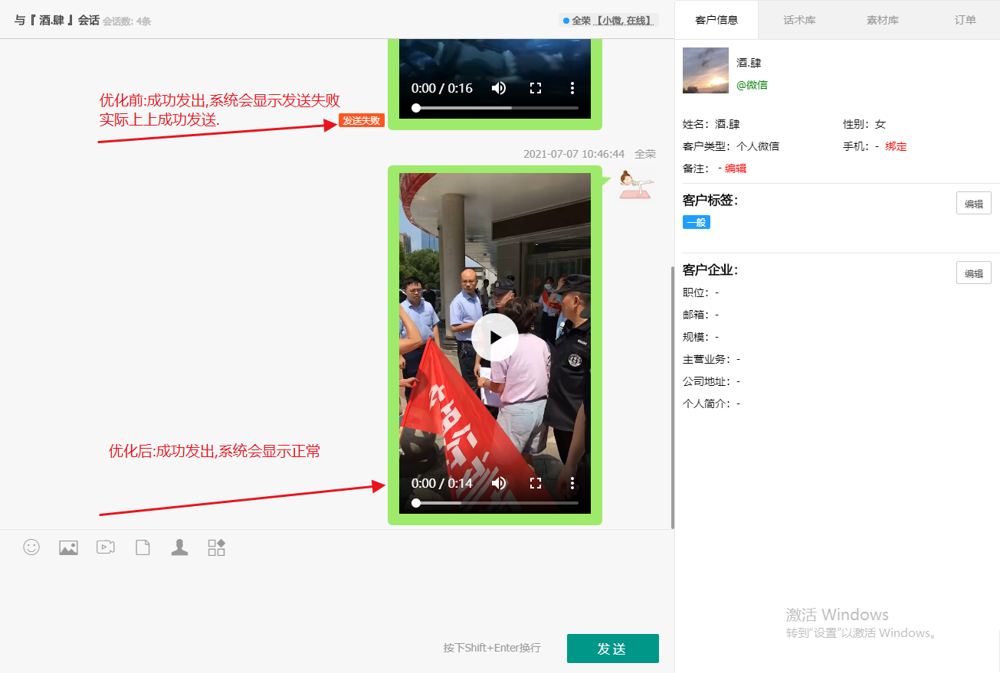 与『 酒.肆 』会话 会话数: 4条
全荣 【小微, 在线】
客户信息
话术库
素材库
订单
0:00 / 0:16
优化前:成功发出,系统会显示发送失败
实际上上成功发送.
发送失败
2021-07-07 10:46:44 全荣
0:00 / 0:14
优化后:成功发出,系统会显示正常
按下Shift+Enter换行
发 送
酒.肆
@微信
姓名： 酒.肆
性别： 女
客户类型： 个人微信
手机： - 绑定
备注： - 编辑
客户标签：
编辑
一般
客户企业：
编辑
职位： -
邮箱： -
规模： -
主营业务： -
公司地址： -
个人简介： -
激活 Windows
转到“设置”以激活 Windows。